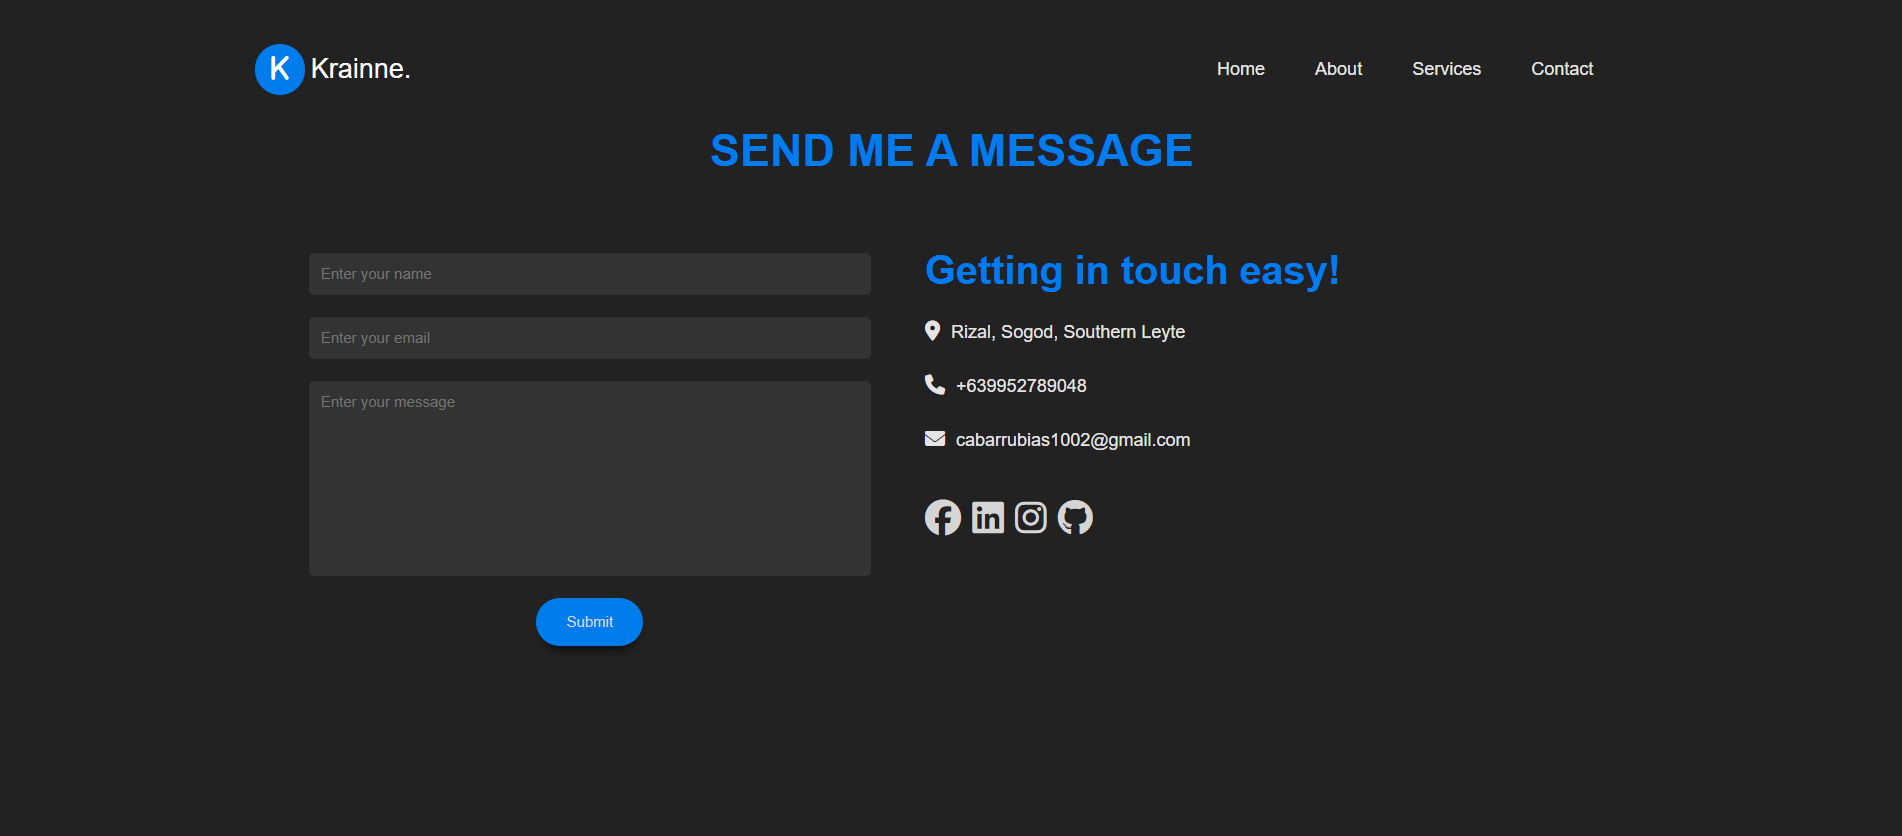 K Krainne.
Home About Services Contact
SEND ME A MESSAGE
Enter your name
Enter your email
Enter your message
Submit
Getting in touch easy!
Rizal, Sogod, Southern Leyte
+639952789048
cabarrubias1002@gmail.com